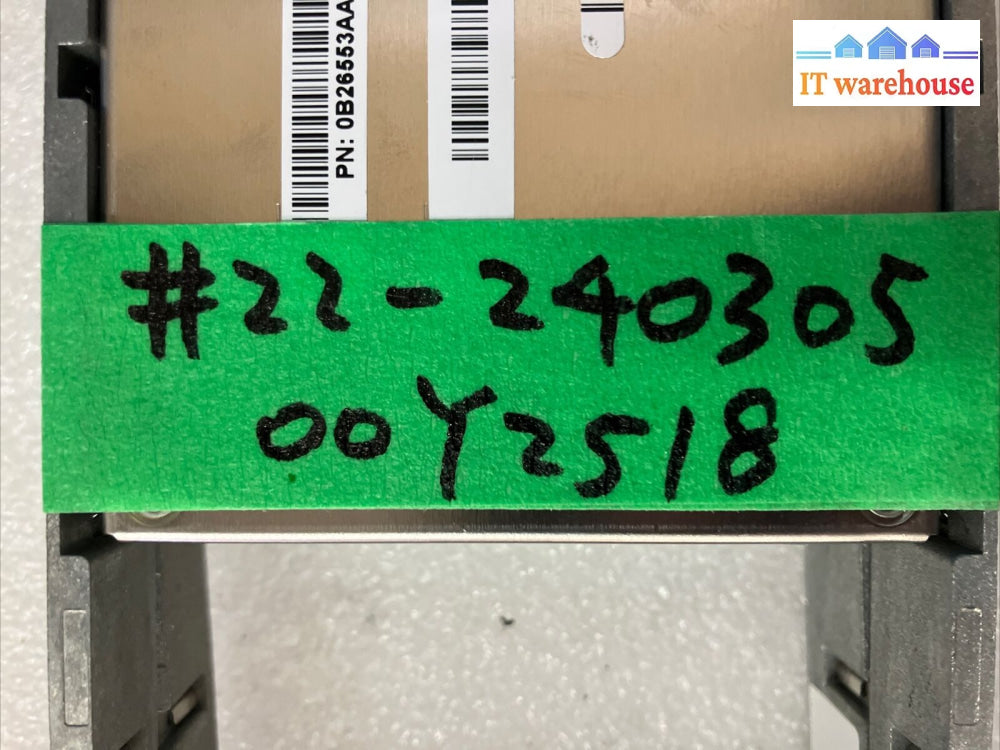 IT warehouse
PN: 0B26553AA
#22-240305
00Y2518